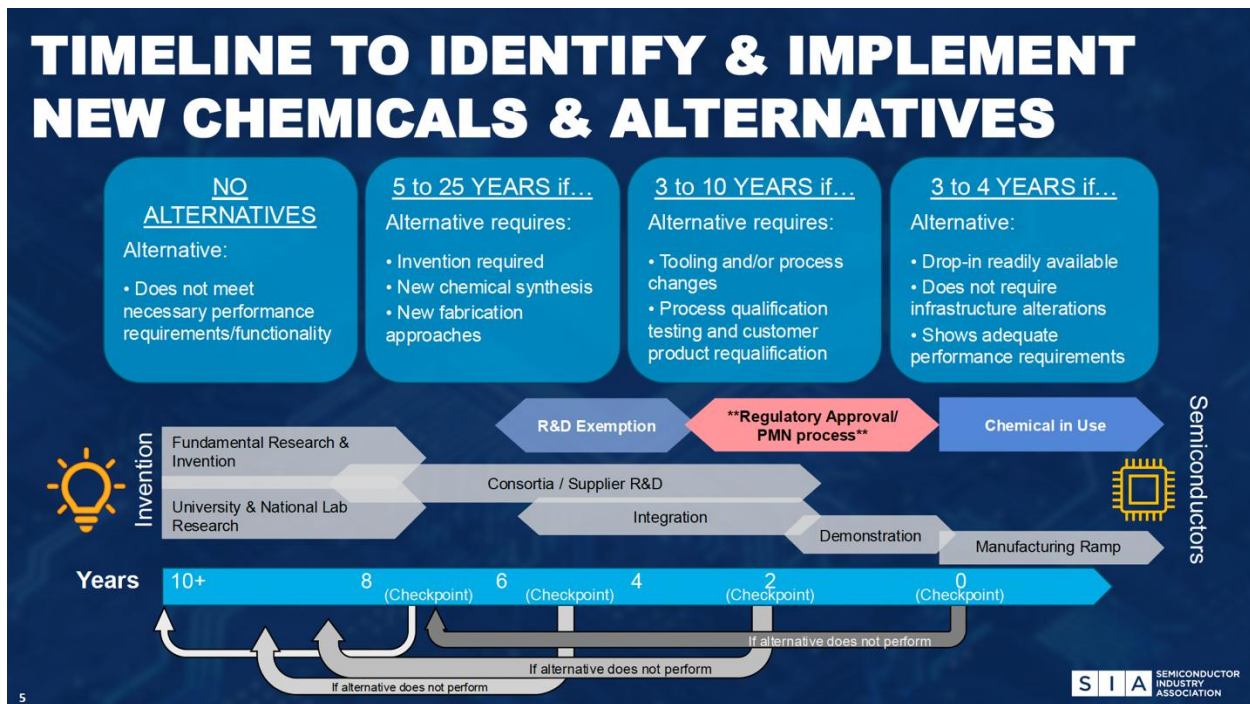 TIMELINE TO IDENTIFY & IMPLEMENT
NEW CHEMICALS & ALTERNATIVES
NO
ALTERNATIVES
Alternative:
• Does not meet
necessary performance
requirements/functionality
5 to 25 YEARS if…
Alternative requires:
• Invention required
• New chemical synthesis
• New fabrication
approaches
3 to 10 YEARS if…
Alternative requires:
• Tooling and/or process
changes
• Process qualification
testing and customer
product requalification
3 to 4 YEARS if…
Alternative:
• Drop-in readily available
• Does not require
infrastructure alterations
• Shows adequate
performance requirements
R&D Exemption
**Regulatory Approval/
PMN process**
Chemical in Use
Invention
Fundamental Research &
Invention
University & National Lab
Research
Consortia / Supplier R&D
Integration
Demonstration
Manufacturing Ramp
Semiconductors
Years 10+ 8 6 4 2 0
(Checkpoint) (Checkpoint) (Checkpoint) (Checkpoint)
If alternative does not perform
If alternative does not perform
If alternative does not perform
5
SIA SEMICONDUCTOR
INDUSTRY
ASSOCIATION